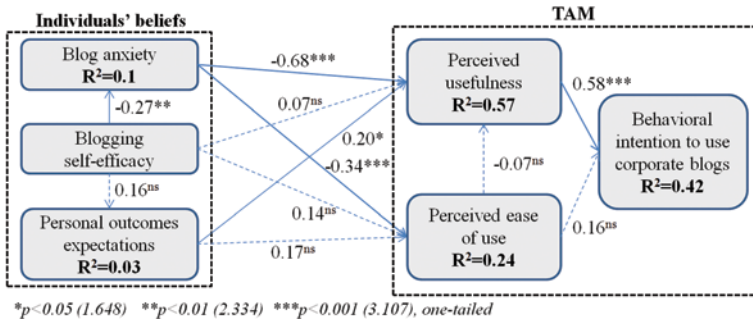 Individuals' beliefs
TAM
Blog anxiety
R²=0.1
-0.27**
Blogging
self-efficacy
0.16ⁿˢ
Personal outcomes
expectations
R²=0.03
-0.68***
0.07ⁿˢ
0.20*
-0.34***
0.14ⁿˢ
0.17ⁿˢ
Perceived
usefulness
R²=0.57
-0.07ⁿˢ
Perceived ease
of use
R²=0.24
0.58***
0.16ⁿˢ
Behavioral
intention to use
corporate blogs
R²=0.42
*p<0.05 (1.648) **p<0.01 (2.334) ***p<0.001 (3.107), one-tailed